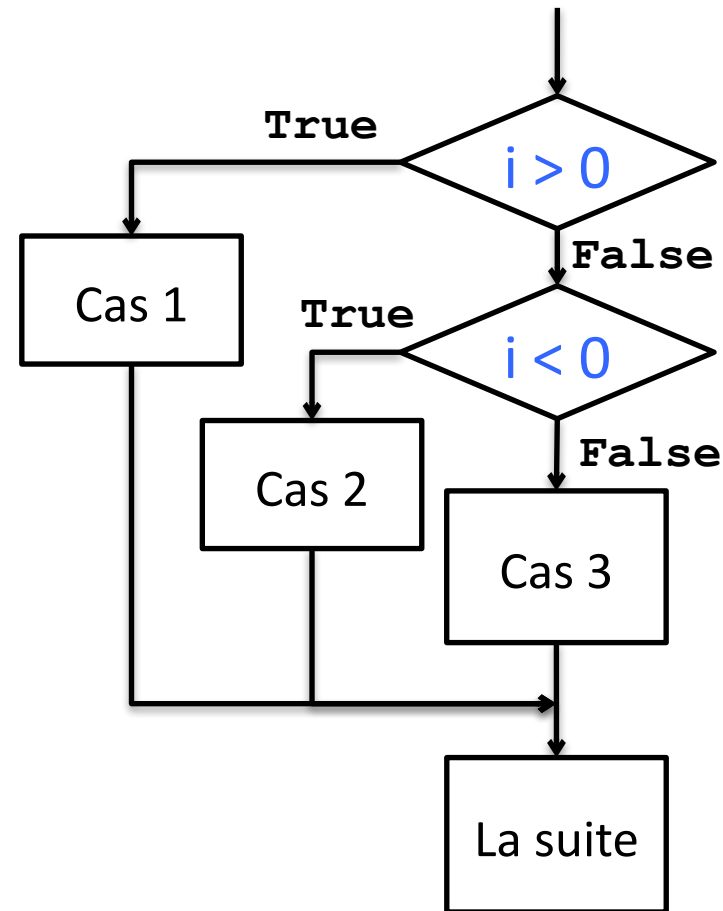 True
i > 0
False
Cas 1
True
i < 0
False
Cas 2
Cas 3
La suite